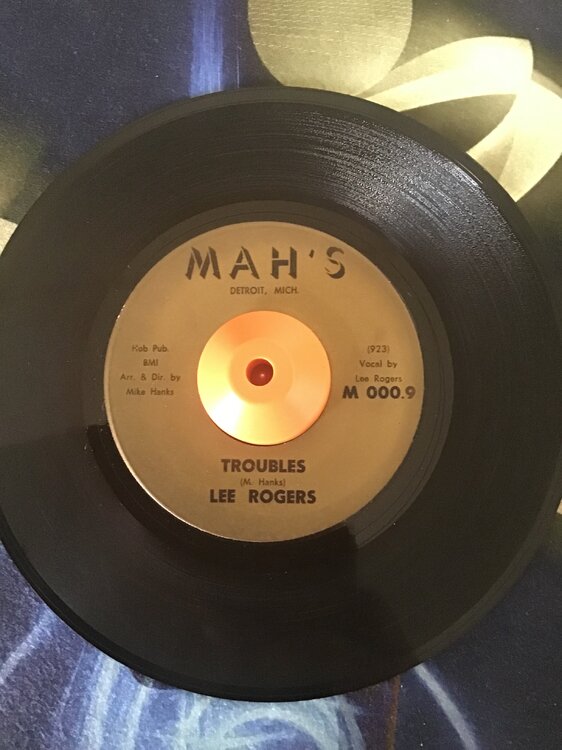 MAH'S
DETROIT, MICH.
Hob Pub.
BMI
Arr. & Dir. by
Mike Hanks
(923)
Vocal by
Lee Rogers
M 000.9
TROUBLES
(M. Hanks)
LEE ROGERS